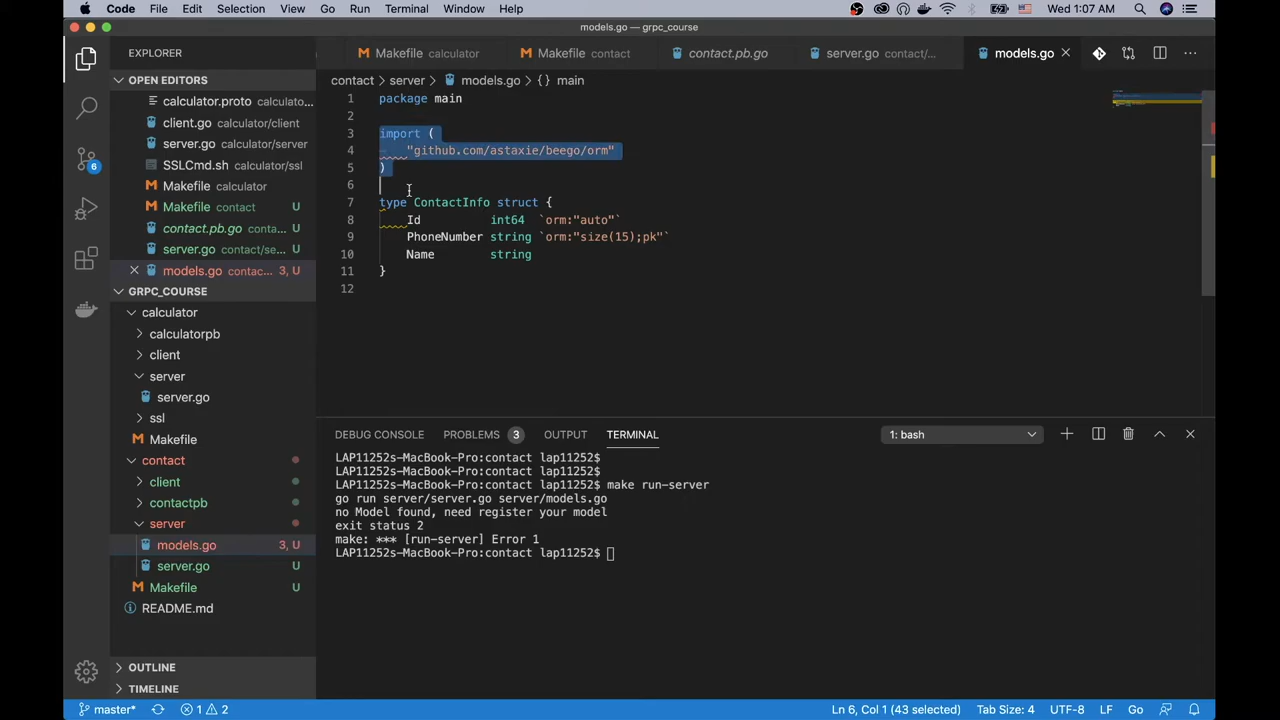 Code File Edit Selection View Go Run Terminal Window Help Wed 1:07 AM
models.go — grpc_course
EXPLORER
Makefile calculator Makefile contact contact.pb.go server.go contact/... models.go
OPEN EDITORS
contact > server > models.go > {} main
calculator.proto calculato...
client.go calculator/client
server.go calculator/server
SSLCmd.sh calculator/ssl
Makefile calculator
Makefile contact
contact.pb.go conta...
server.go contact/se...
models.go contac... 3, U
U
U
U
GRPC_COURSE
calculator
calculatorpb
client
server
server.go
ssl
Makefile
contact
client
contactpb
server
models.go 3, U
server.go U
Makefile U
README.md
OUTLINE
TIMELINE
6
1 package main
2
3 import (
4 "github.com/astaxie/beego/orm"
5 )
6
7 type ContactInfo struct {
8 Id int64 `orm:"auto"`
9 PhoneNumber string `orm:"size(15);pk"`
10 Name string
11 }
12
DEBUG CONSOLE PROBLEMS 3 OUTPUT TERMINAL 1: bash
LAP11252s-MacBook-Pro:contact lap11252$
LAP11252s-MacBook-Pro:contact lap11252$
LAP11252s-MacBook-Pro:contact lap11252$ make run-server
go run server/server.go server/models.go
no Model found, need register your model
exit status 2
make: *** [run-server] Error 1
LAP11252s-MacBook-Pro:contact lap11252$
master* 1 2 Ln 6, Col 1 (43 selected) Tab Size: 4 UTF-8 LF Go